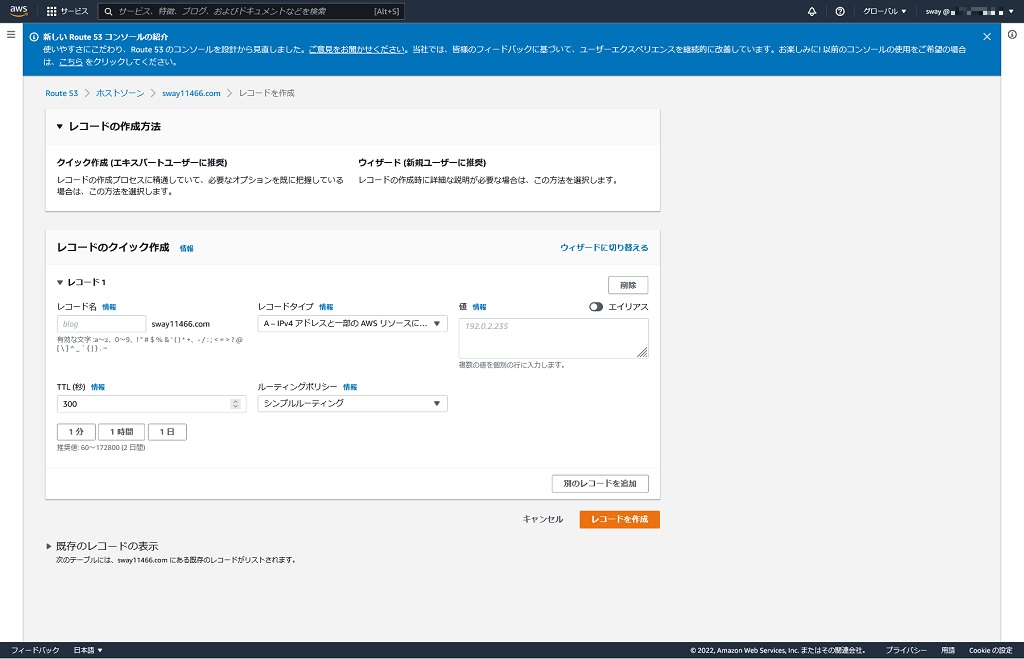 aws
サービス
サービス、特徴、ブログ、およびドキュメントなどを検索
[Alt+S]
グローバル ▼
sway @
新しい Route 53 コンソールの紹介
使いやすさにこだわり、Route 53 のコンソールを設計から見直しました。ご意見をお聞かせください。当社では、皆様のフィードバックに基づいて、ユーザーエクスペリエンスを継続的に改善しています。お楽しみに! 以前のコンソールの使用をご希望の場合
は、こちら をクリックしてください。
Route 53 > ホストゾーン > sway11466.com > レコードを作成
▼ レコードの作成方法
クイック作成 (エキスパートユーザーに推奨)
レコードの作成プロセスに精通していて、必要なオプションを既に把握している
場合は、この方法を選択します。
ウィザード (新規ユーザーに推奨)
レコードの作成時に詳細な説明が必要な場合は、この方法を選択します。
レコードのクイック作成 情報
ウィザードに切り替える
▼ レコード 1
削除
レコード名 情報
blog
sway11466.com
有効な文字 :a～z、0～9、! " # $ % & ' ( ) * +、- / : ; < = > ? @
[ \ ] ^ _ ` { | } . ~
レコードタイプ 情報
A – IPv4 アドレスと一部の AWS リソースに... ▼
値 情報
エイリアス
192.0.2.235
複数の値を個別の行に入力します。
TTL (秒) 情報
300
1 分
1 時間
1 日
推奨値: 60～172800 (2 日間)
ルーティングポリシー 情報
シンプルルーティング ▼
別のレコードを追加
キャンセル
レコードを作成
▶ 既存のレコードの表示
次のテーブルには、sway11466.com にある既存のレコードがリストされます。
フィードバック
日本語 ▼
© 2022, Amazon Web Services, Inc. またはその関連会社。
プライバシー
用語
Cookie の設定